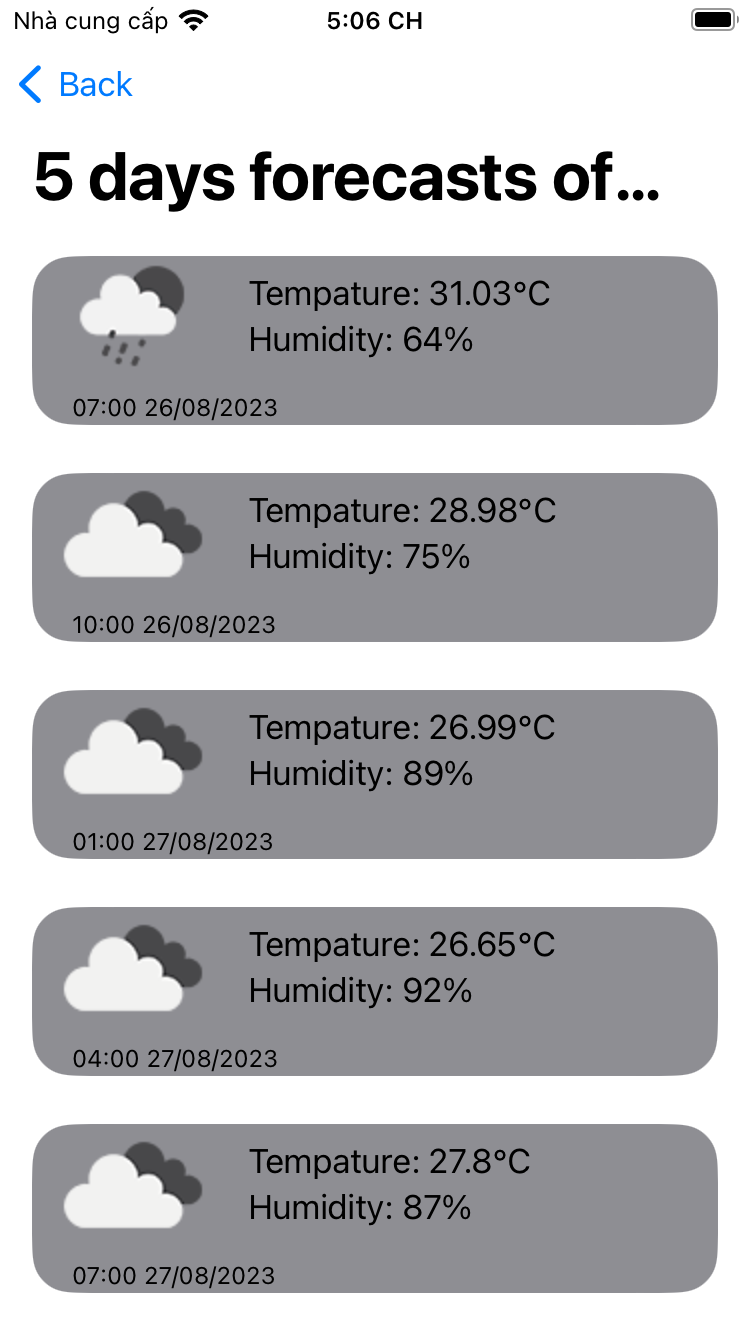 Nhà cung cấp 5:06 CH
Back
5 days forecasts of...
Tempature: 31.03°C
Humidity: 64%
07:00 26/08/2023
Tempature: 28.98°C
Humidity: 75%
10:00 26/08/2023
Tempature: 26.99°C
Humidity: 89%
01:00 27/08/2023
Tempature: 26.65°C
Humidity: 92%
04:00 27/08/2023
Tempature: 27.8°C
Humidity: 87%
07:00 27/08/2023